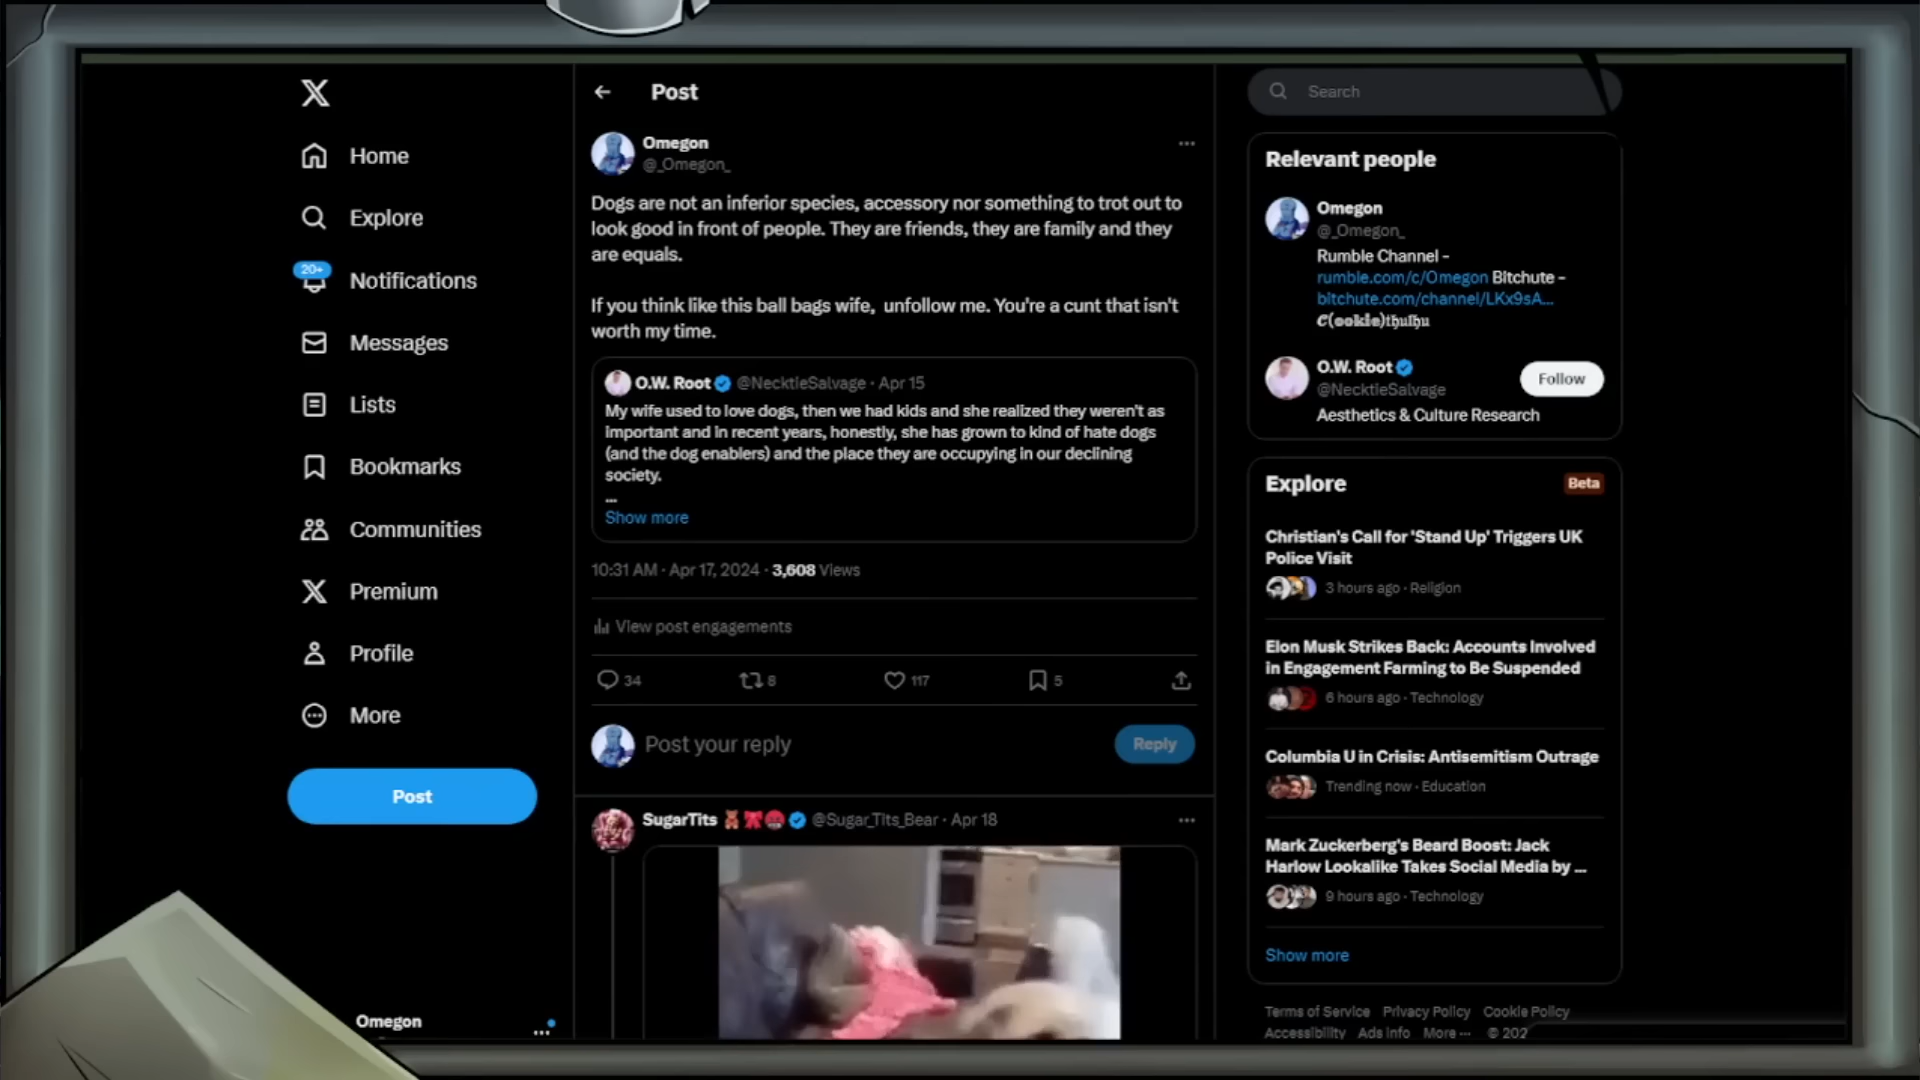 Home
Explore
20+
Notifications
Messages
Lists
Bookmarks
Communities
Premium
Profile
More
Post
Omegon
Post
Omegon
@_Omegon_
Dogs are not an inferior species, accessory nor something to trot out to
look good in front of people. They are friends, they are family and they
are equals.
If you think like this ball bags wife, unfollow me. You're a cunt that isn't
worth my time.
O.W. Root @NecktieSalvage · Apr 15
My wife used to love dogs, then we had kids and she realized they weren't as
important and in recent years, honestly, she has grown to kind of hate dogs
(and the dog enablers) and the place they are occupying in our declining
society.
...
Show more
10:31 AM · Apr 17, 2024 · 3,608 Views
View post engagements
34 8 117 5
Post your reply
Reply
SugarTits @Sugar_Tits_Bear · Apr 18
Search
Relevant people
Omegon
@_Omegon_
Rumble Channel -
rumble.com/c/Omegon Bitchute -
bitchute.com/channel/LKx9sA...
C(ookie)thulhu
O.W. Root
@NecktieSalvage
Follow
Aesthetics & Culture Research
Explore
Beta
Christian's Call for 'Stand Up' Triggers UK
Police Visit
3 hours ago · Religion
Elon Musk Strikes Back: Accounts Involved
in Engagement Farming to Be Suspended
6 hours ago · Technology
Columbia U in Crisis: Antisemitism Outrage
Trending now · Education
Mark Zuckerberg's Beard Boost: Jack
Harlow Lookalike Takes Social Media by ...
9 hours ago · Technology
Show more
Terms of Service Privacy Policy Cookie Policy
Accessibility Ads info More ... © 202